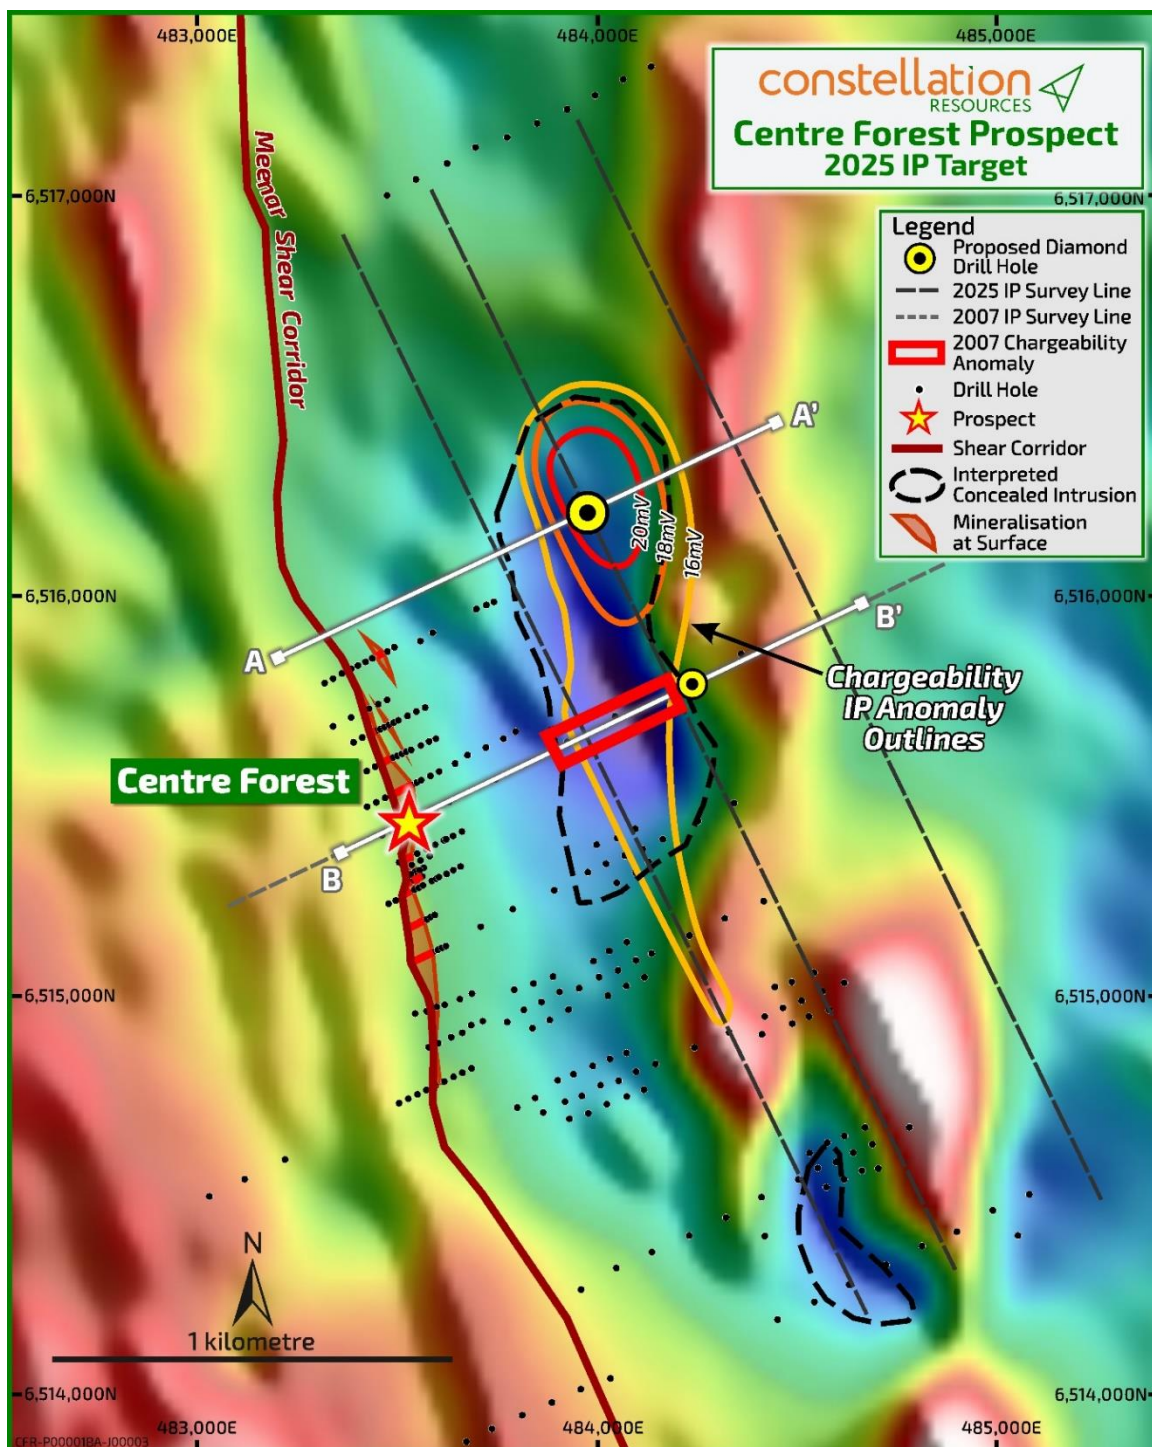 483,000E
484,000E
485,000E
constellation
RESOURCES
Centre Forest Prospect
2025 IP Target
6,517,000N
6,517,000N
Meenar Shear Corridor
Legend
Proposed Diamond
Drill Hole
2025 IP Survey Line
2007 IP Survey Line
2007 Chargeability
Anomaly
Drill Hole
Prospect
Shear Corridor
Interpreted
Concealed Intrusion
Mineralisation
at Surface
A'
20mV
18mV
16mV
6,516,000N
6,516,000N
B'
A
Chargeability
IP Anomaly
Outlines
Centre Forest
B
6,515,000N
6,515,000N
N
1 kilometre
6,514,000N
6,514,000N
483,000E
484,000E
485,000E
CFR-P00001BA-J00003